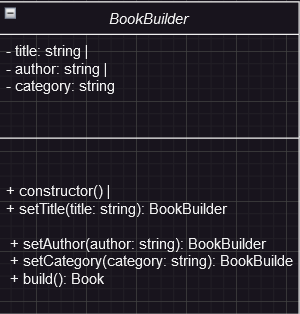 BookBuilder
- title: string |
- author: string |
- category: string
+ constructor() |
+ setTitle(title: string): BookBuilder
+ setAuthor(author: string): BookBuilder
+ setCategory(category: string): BookBuilde
+ build(): Book